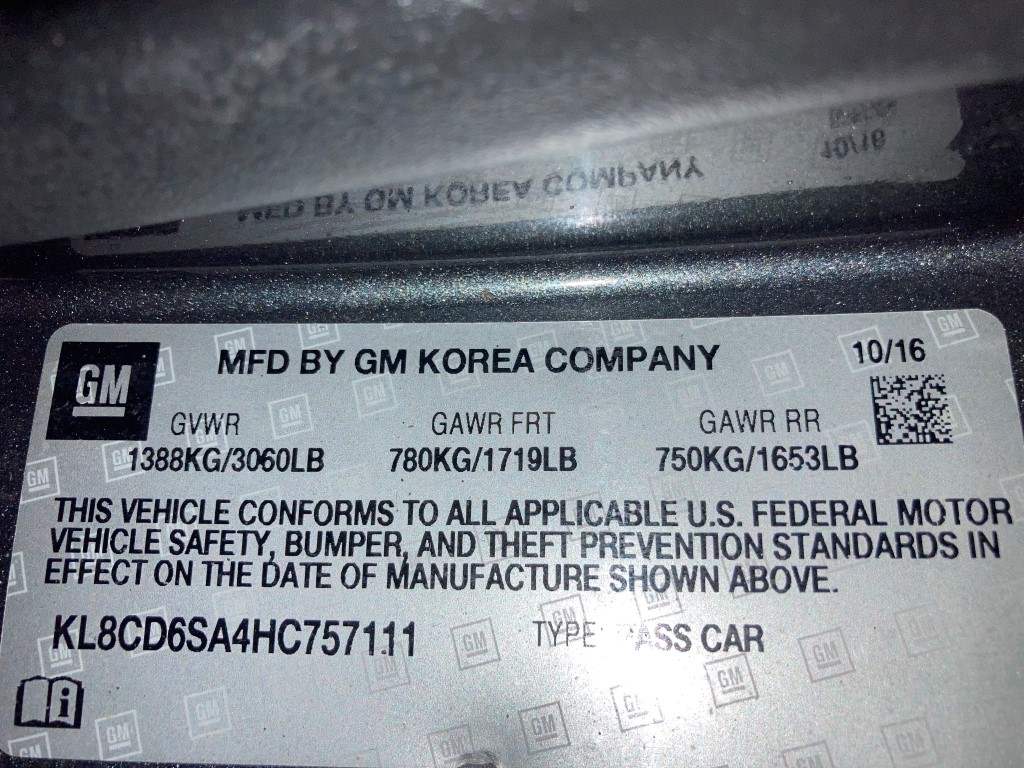 MFD BY GM KOREA COMPANY 10/16
GM
GVWR GAWR FRT GAWR RR
1388KG/3060LB 780KG/1719LB 750KG/1653LB
THIS VEHICLE CONFORMS TO ALL APPLICABLE U.S. FEDERAL MOTOR
VEHICLE SAFETY, BUMPER, AND THEFT PREVENTION STANDARDS IN
EFFECT ON THE DATE OF MANUFACTURE SHOWN ABOVE.
KL8CD6SA4HC757111 TYPE PASS CAR